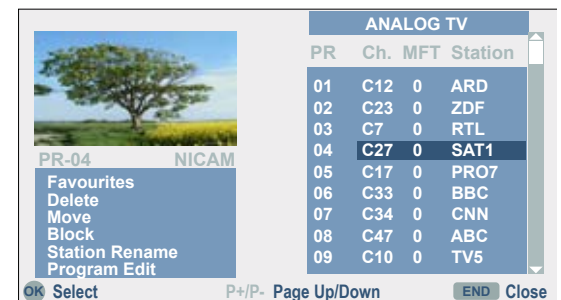 ANALOG TV
PR Ch. MFT Station
01 C12 0 ARD
02 C23 0 ZDF
03 C7 0 RTL
04 C27 0 SAT1
05 C17 0 PRO7
06 C33 0 BBC
07 C34 0 CNN
08 C47 0 ABC
09 C10 0 TV5
PR-04 NICAM
Favourites
Delete
Move
Block
Station Rename
Program Edit
OK Select P+/P- Page Up/Down END Close